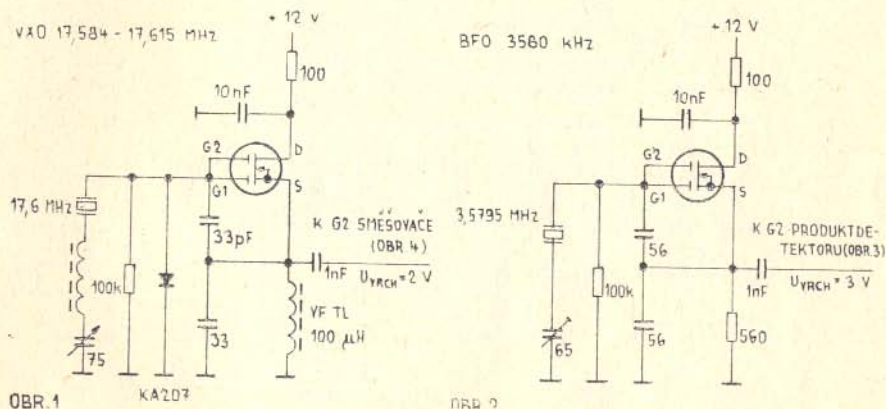 VXO 17,584 - 17,615 MHz
+ 12 V
100
10nF
G2
D
G1
S
17,6 MHz
33pF
K G2 SMĚŠOVAČE
(OBR.4)
1nF
UVRCH = 2 V
100k
VF TL
100 µH
33
75
KA207
OBR.1
BFO 3560 kHz
+ 12 V
100
10nF
G2
D
G1
S
3,5795 MHz
56
K G2 PRODUKTDE-
TEKTORU(OBR.3)
1nF
UVRCH = 3 V
100k
560
56
65
OBR.2